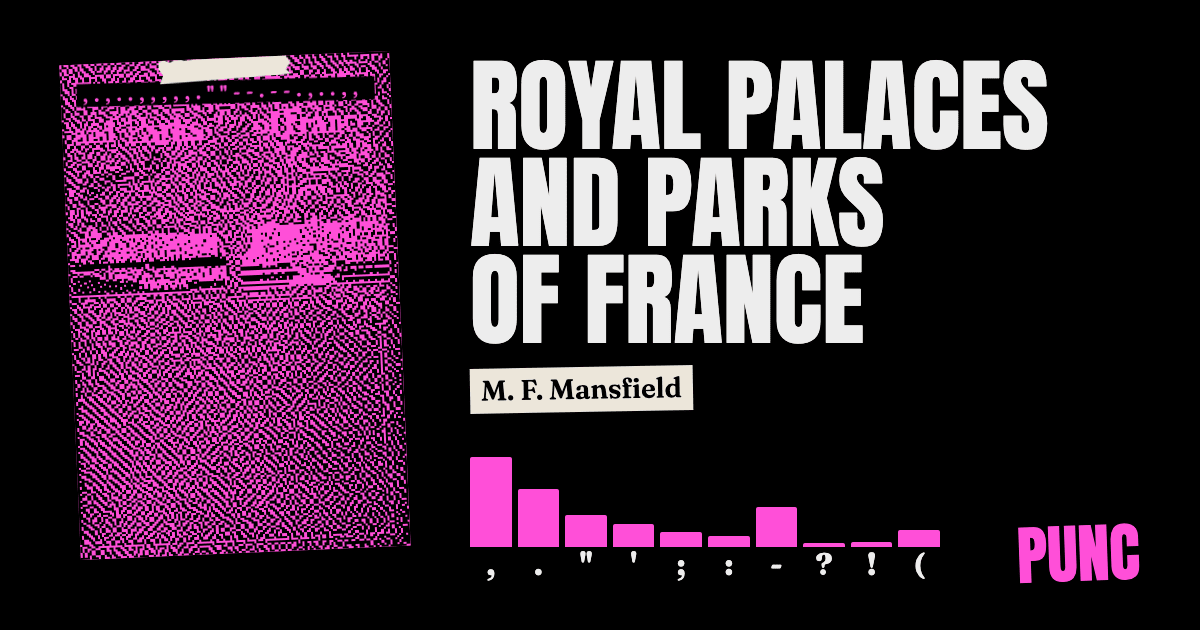 ROYAL PALACES
AND PARKS
OF FRANCE
M. F. Mansfield
, . " ' ; : - ? ! (
PUNC